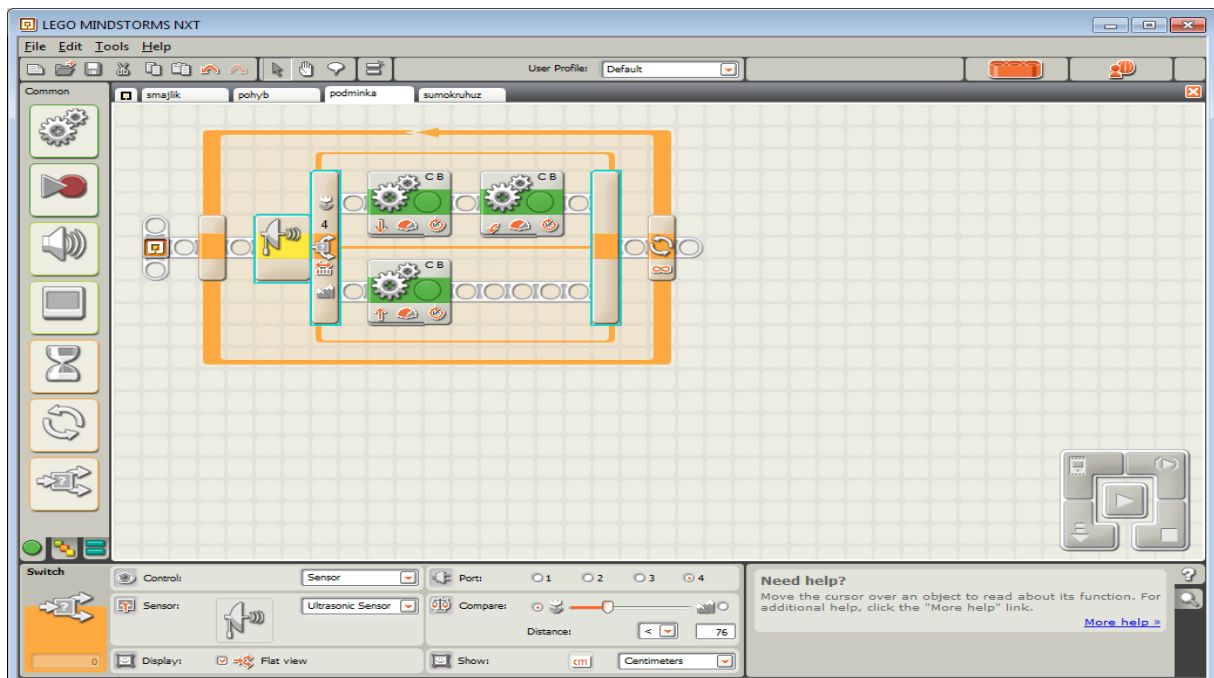 LEGO MINDSTORMS NXT
File Edit Tools Help
User Profile: Default
Common
smajlik pohyb podminka sumokruhuz
C B C B
4
C B
Switch
Control: Sensor
Port: 1 2 3 4
Sensor: Ultrasonic Sensor
Compare:
Distance: < 76
0
Display: Flat view
Show: cm Centimeters
Need help?
Move the cursor over an object to read about its function. For
additional help, click the "More help" link.
More help »
?